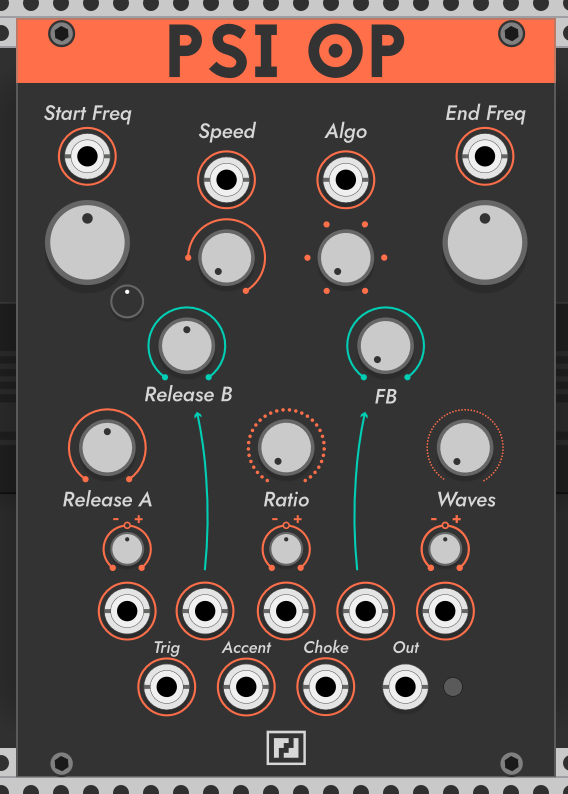 PSI OP
Start Freq
End Freq
Speed
Algo
Release B
FB
Release A
Ratio
Waves
- +
- +
- +
Trig
Accent
Choke
Out